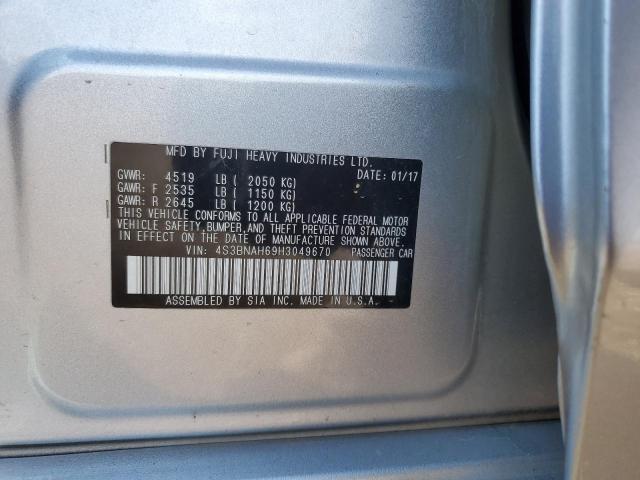 MFD BY FUJI HEAVY INDUSTRIES LTD.
GVWR: 4519 LB ( 2050 KG) DATE: 01/17
GAWR: F 2535 LB ( 1150 KG)
GAWR: R 2645 LB ( 1200 KG)
THIS VEHICLE CONFORMS TO ALL APPLICABLE FEDERAL MOTOR
VEHICLE SAFETY,BUMPER,AND THEFT PREVENTION STANDARDS
IN EFFECT ON THE DATE OF MANUFACTURE SHOWN ABOVE.
VIN: 4S3BNAH69H3049670 PASSENGER CAR
ASSEMBLED BY SIA INC. MADE IN U.S.A.